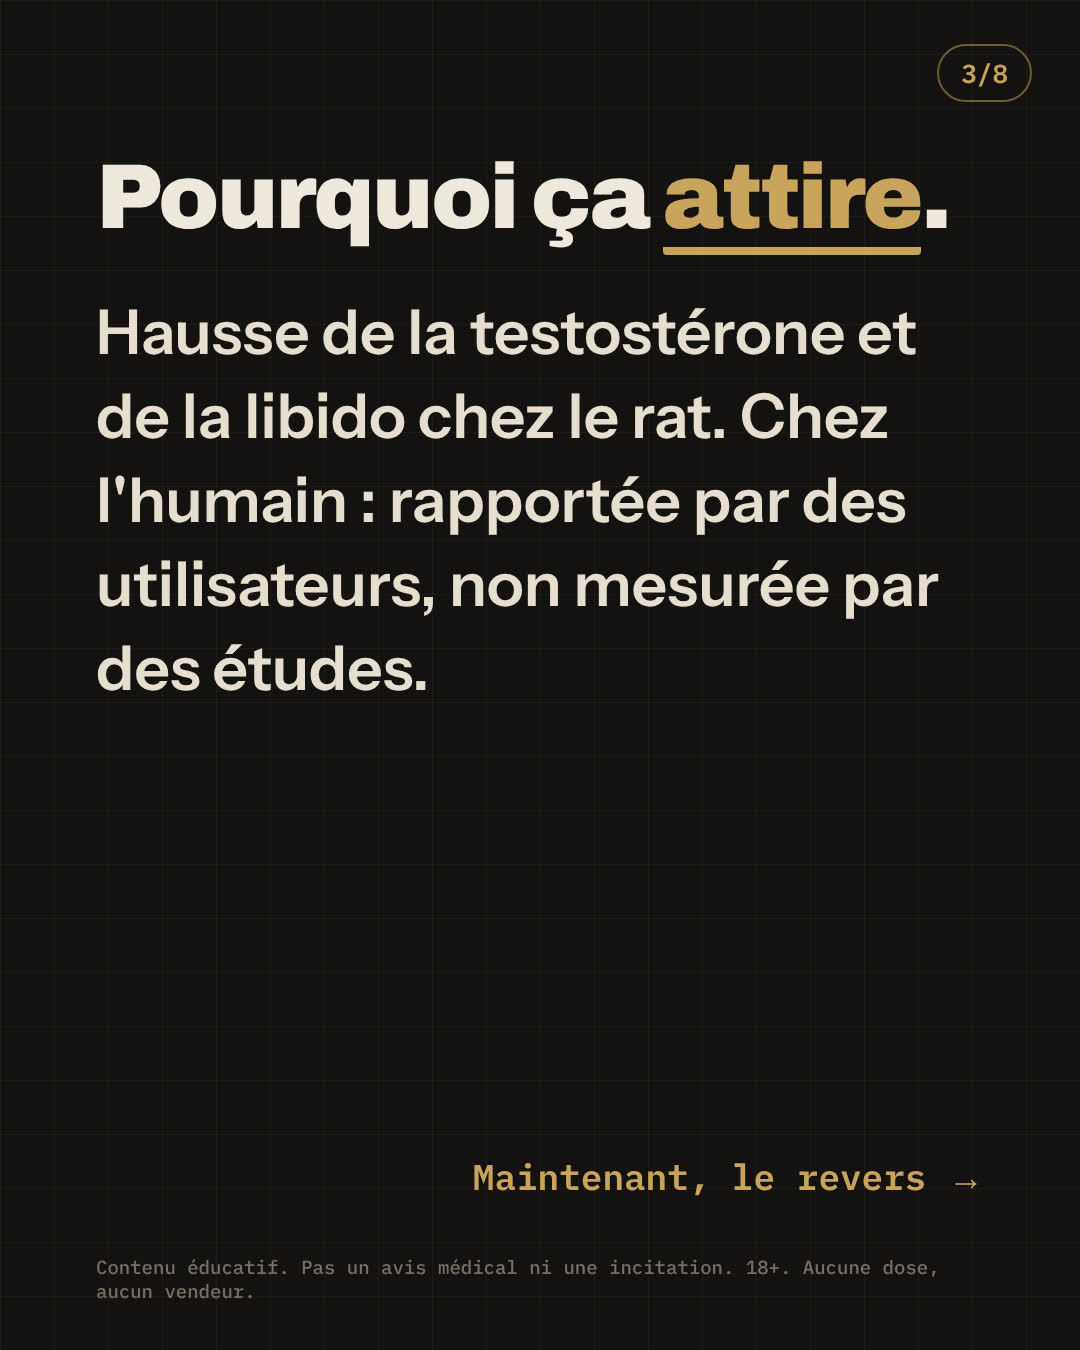 3/8
Pourquoi ça attire.
Hausse de la testostérone et
de la libido chez le rat. Chez
l'humain : rapportée par des
utilisateurs, non mesurée par
des études.
Maintenant, le revers →
Contenu éducatif. Pas un avis médical ni une incitation. 18+. Aucune dose,
aucun vendeur.